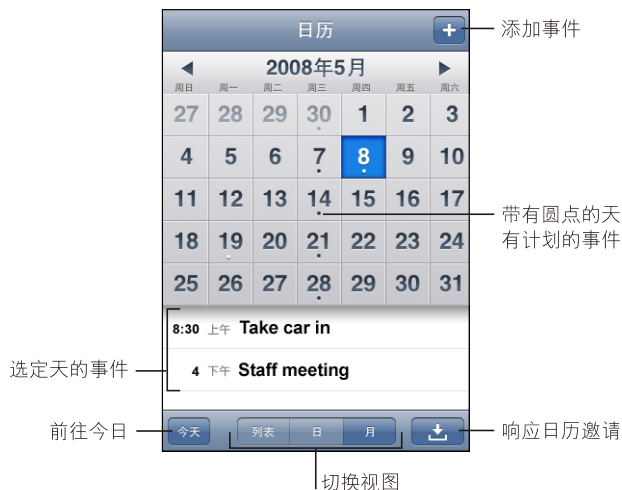 日历
+
添加事件
2008年5月
周日 周一 周二 周三 周四 周五 周六
27 28 29 30 1 2 3
4 5 6 7 8 9 10
11 12 13 14 15 16 17
带有圆点的天
有计划的事件
18 19 20 21 22 23 24
25 26 27 28 29 30 31
8:30 上午 Take car in
选定天的事件
4 下午 Staff meeting
前往今日
今天 列表 日 月
响应日历邀请
切换视图